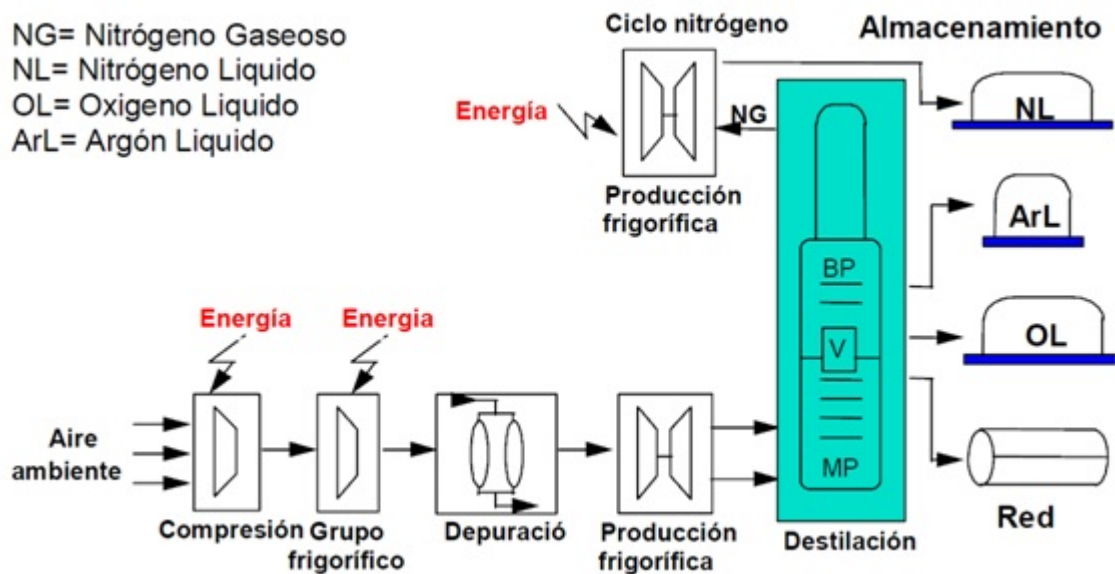 NG= Nitrógeno Gaseoso
NL= Nitrógeno Liquido
OL= Oxigeno Liquido
ArL= Argón Liquido
Ciclo nitrógeno
Almacenamiento
Energía
NG
NL
Producción
frigorífica
ArL
BP
Energía
Energia
V
OL
Aire
ambiente
MP
Red
Compresión
Grupo
frigorífico
Depuració
Producción
frigorífica
Destilación